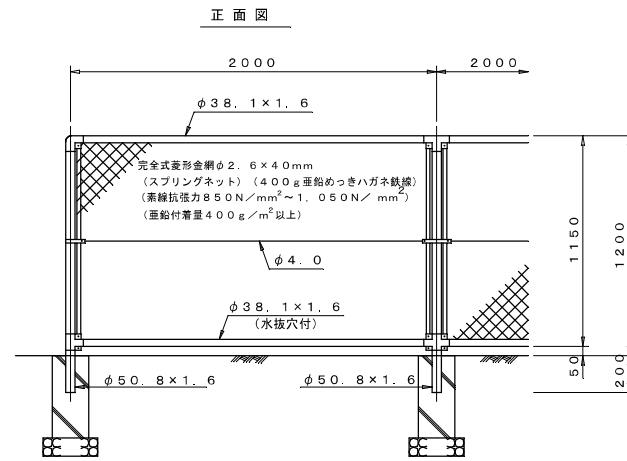 正面図
2000
2000
φ38.1×1.6
完全式菱形金網φ2.6×40mm
(スプリングネット)(400g亜鉛めっきハガネ鉄線)
(素線抗張力850N/mm²~1.050N/mm²)
(亜鉛付着量400g/m²以上)
φ4.0
1150
1200
φ38.1×1.6
(水抜穴付)
50
200
φ50.8×1.6
φ50.8×1.6